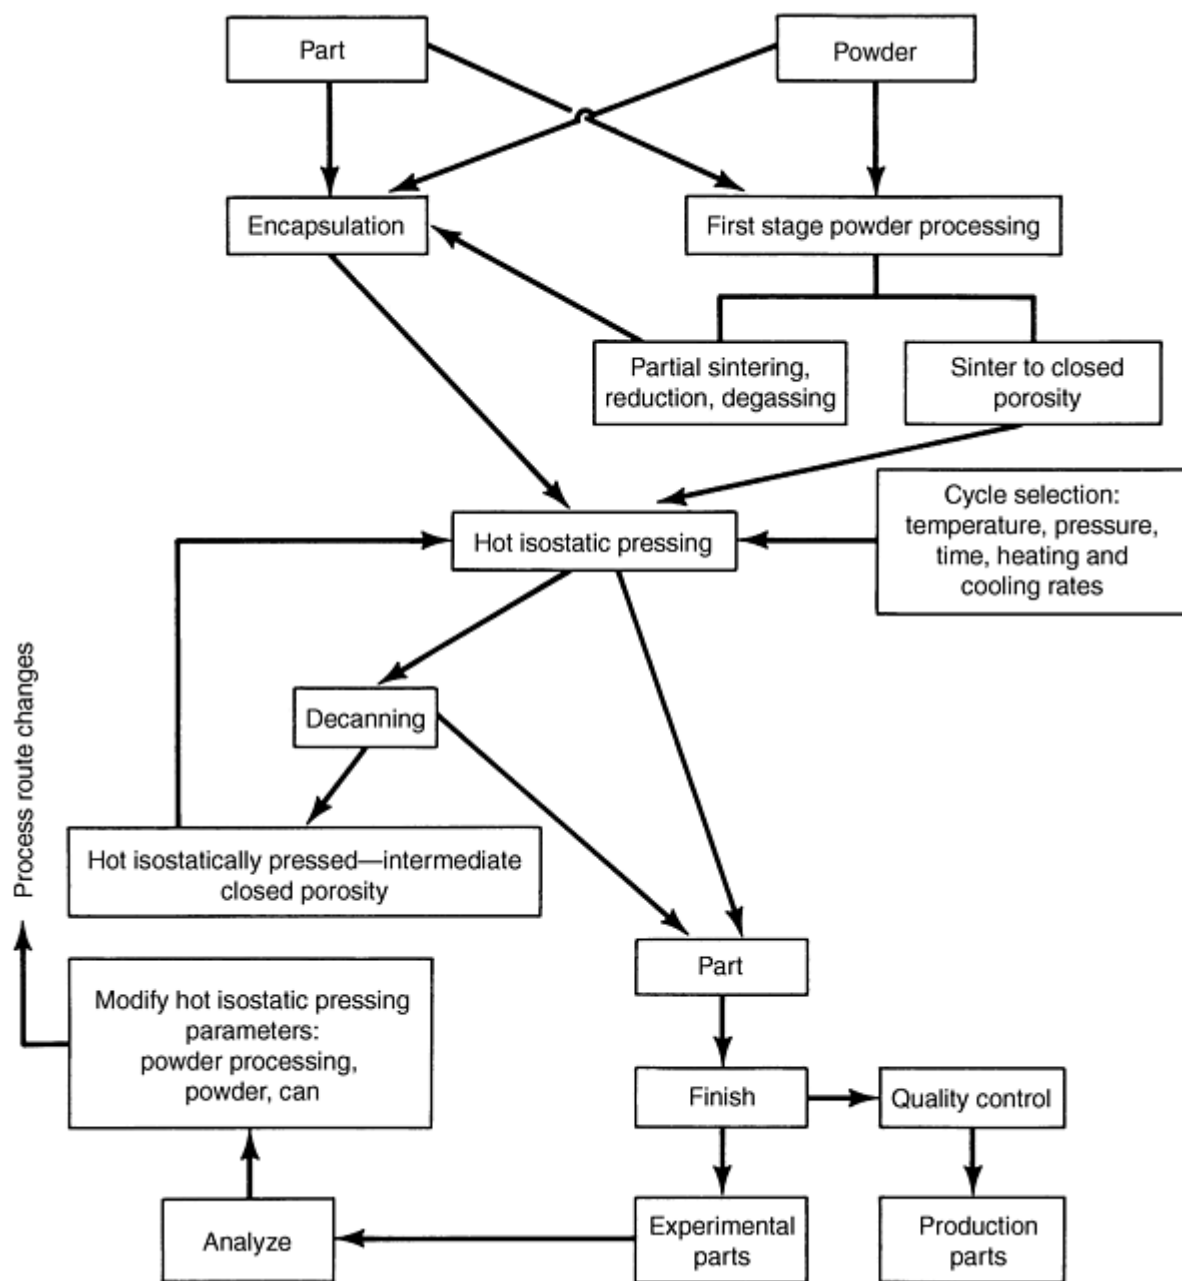 Part
Powder
Encapsulation
First stage powder processing
Partial sintering,
reduction, degassing
Sinter to closed
porosity
Cycle selection:
temperature, pressure,
time, heating and
cooling rates
Hot isostatic pressing
Process route changes
Decanning
Hot isostatically pressed—intermediate
closed porosity
Part
Modify hot isostatic pressing
parameters:
powder processing,
powder, can
Finish
Quality control
Analyze
Experimental
parts
Production
parts